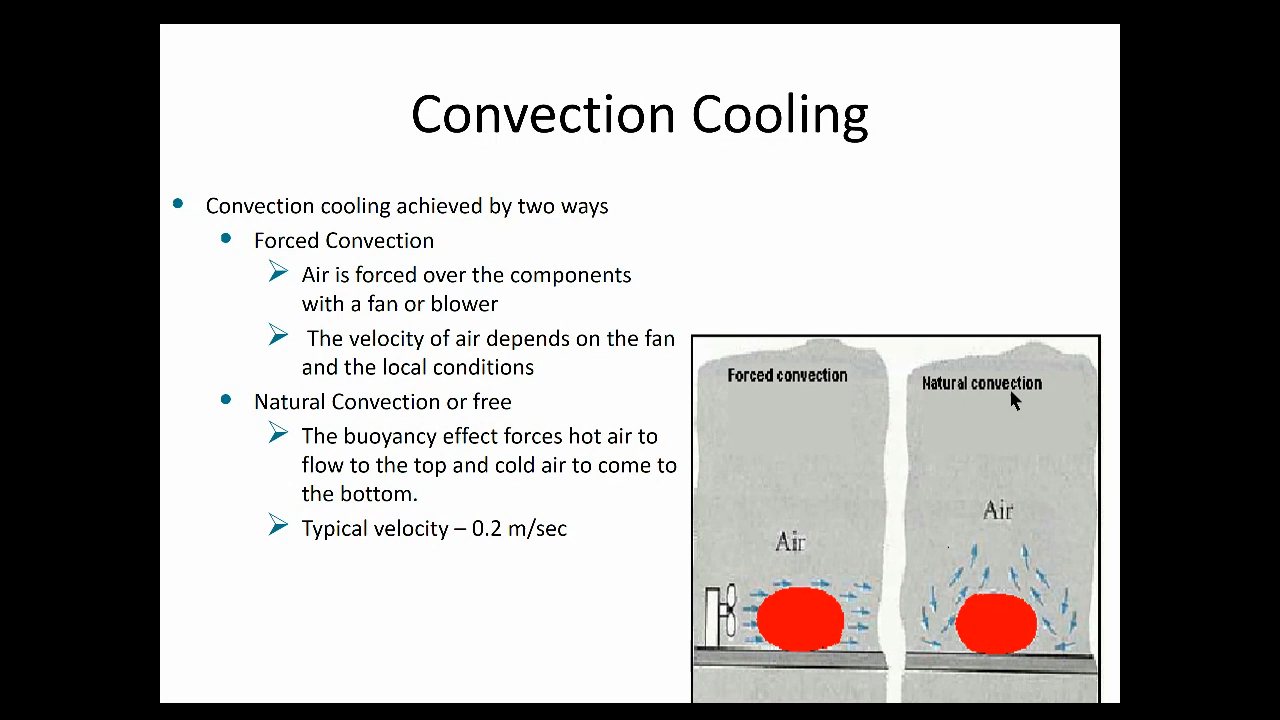 Convection Cooling
Convection cooling achieved by two ways
Forced Convection
Air is forced over the components
with a fan or blower
The velocity of air depends on the fan
and the local conditions
Natural Convection or free
The buoyancy effect forces hot air to
flow to the top and cold air to come to
the bottom.
Typical velocity – 0.2 m/sec
Forced convection
Natural convection
Air
Air